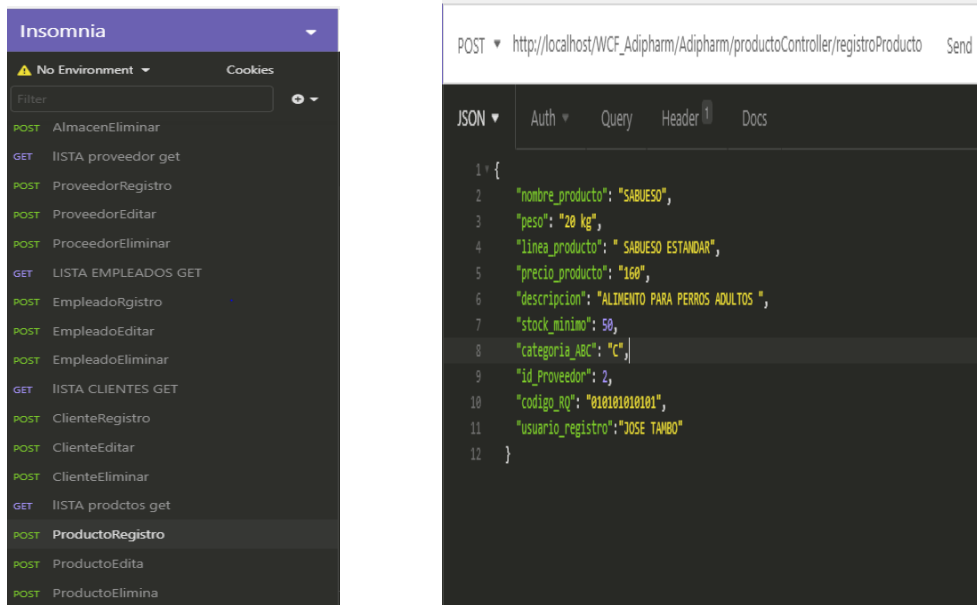 Insomnia
No Environment
Cookies
Filter
POST AlmacenEliminar
GET lISTA proveedor get
POST ProveedorRegistro
POST ProveedorEditar
POST ProceedorEliminar
GET LISTA EMPLEADOS GET
POST EmpleadoRgistro
POST EmpleadoEditar
POST EmpleadoEliminar
GET lISTA CLIENTES GET
POST ClienteRegistro
POST ClienteEditar
POST ClienteEliminar
GET lISTA prodctos get
POST ProductoRegistro
POST ProductoEdita
POST ProductoElimina
POST http://localhost/WCF_Adipharm/Adipharm/productoController/registroProducto Send
JSON Auth Query Header 1 Docs
1 {
2 "nombre_producto": "SABUESO",
3 "peso": "20 kg",
4 "linea_producto": " SABUESO ESTANDAR",
5 "precio_producto": "160",
6 "descripcion": "ALIMENTO PARA PERROS ADULTOS ",
7 "stock_minimo": 50,
8 "categoria_ABC": "C",
9 "id_Proveedor": 2,
10 "codigo_RQ": "010101010101",
11 "usuario_registro":"JOSE TAMBO"
12 }